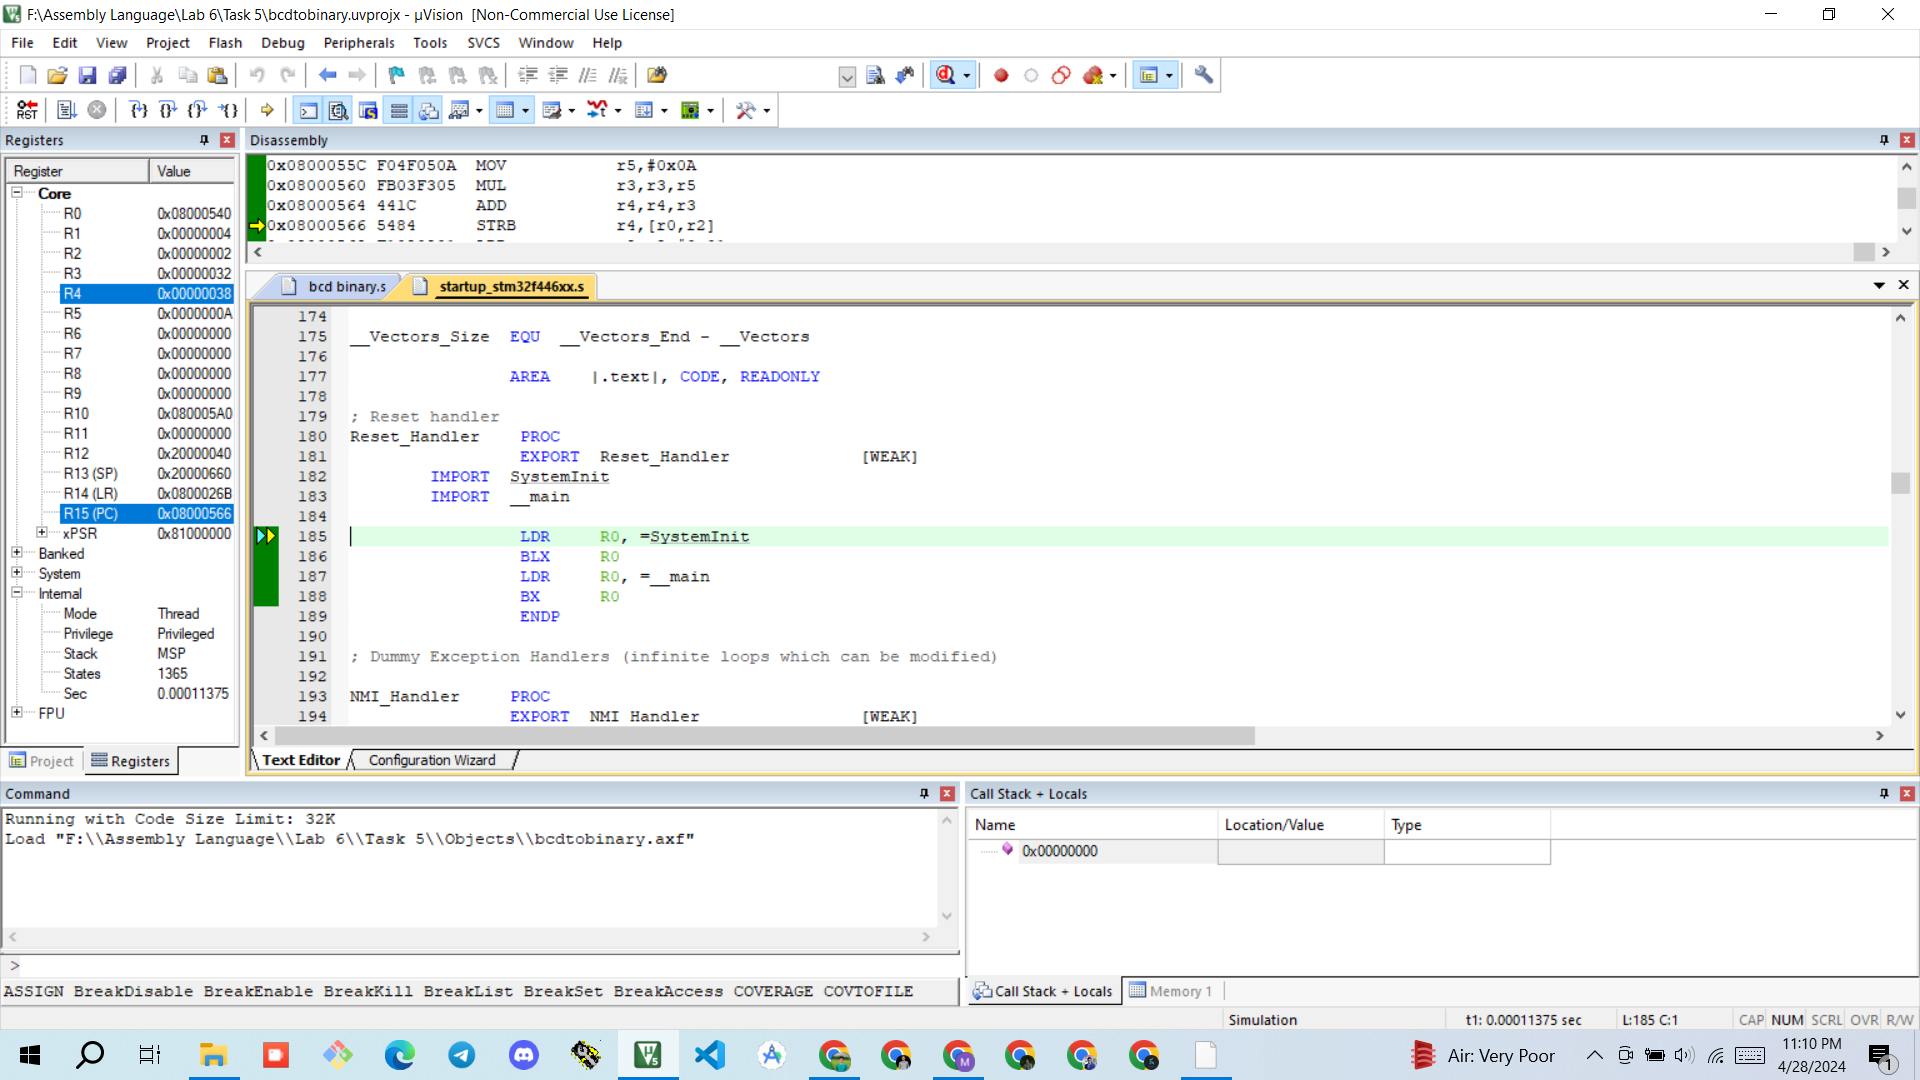 F:\Assembly Language\Lab 6\Task 5\bcdtobinary.uvprojx - µVision [Non-Commercial Use License]
File Edit View Project Flash Debug Peripherals Tools SVCS Window Help
Registers
Register Value
Core
R0 0x08000540
R1 0x00000004
R2 0x00000002
R3 0x00000032
R4 0x00000038
R5 0x0000000A
R6 0x00000000
R7 0x00000000
R8 0x00000000
R9 0x00000000
R10 0x080005A0
R11 0x00000000
R12 0x20000040
R13 (SP) 0x20000660
R14 (LR) 0x0800026B
R15 (PC) 0x08000566
xPSR 0x81000000
Banked
System
Internal
Mode Thread
Privilege Privileged
Stack MSP
States 1365
Sec 0.00011375
FPU
Project Registers
Disassembly
0x0800055C F04F050A MOV r5,#0x0A
0x08000560 FB03F305 MUL r3,r3,r5
0x08000564 441C ADD r4,r4,r3
0x08000566 5484 STRB r4,[r0,r2]
bcd binary.s startup_stm32f446xx.s
174
175 __Vectors_Size EQU __Vectors_End - __Vectors
176
177 AREA |.text|, CODE, READONLY
178
179 ; Reset handler
180 Reset_Handler PROC
181 EXPORT Reset_Handler [WEAK]
182 IMPORT SystemInit
183 IMPORT __main
184
185 LDR R0, =SystemInit
186 BLX R0
187 LDR R0, =__main
188 BX R0
189 ENDP
190
191 ; Dummy Exception Handlers (infinite loops which can be modified)
192
193 NMI_Handler PROC
194 EXPORT NMI_Handler [WEAK]
Text Editor Configuration Wizard
Command
Running with Code Size Limit: 32K
Load "F:\\Assembly Language\\Lab 6\\Task 5\\Objects\\bcdtobinary.axf"
>
ASSIGN BreakDisable BreakEnable BreakKill BreakList BreakSet BreakAccess COVERAGE COVTOFILE
Call Stack + Locals
Name Location/Value Type
0x00000000
Call Stack + Locals Memory 1
Simulation t1: 0.00011375 sec L:185 C:1 CAP NUM SCRL OVR R/W
Air: Very Poor
11:10 PM
4/28/2024
1